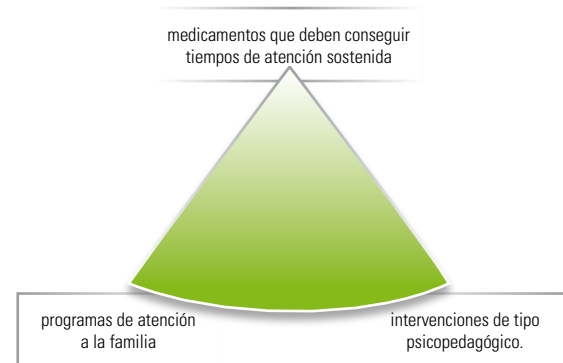 medicamentos que deben conseguir
tiempos de atención sostenida
programas de atención
a la familia
intervenciones de tipo
psicopedagógico.